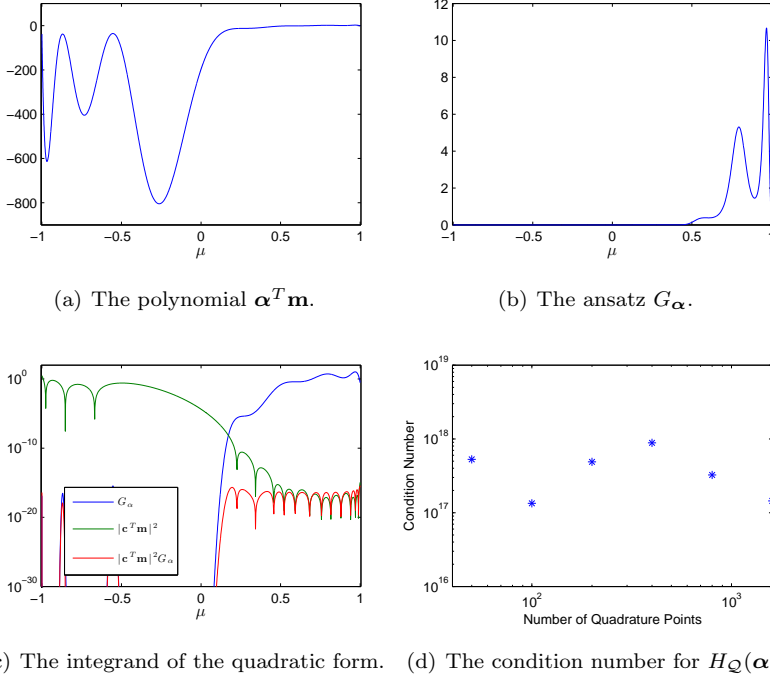 0
−200
−400
−600
−800
−1 −0.5 0 0.5 1
μ
(a) The polynomial α^T m.
12
10
8
6
4
2
0
−1 −0.5 0 0.5 1
μ
(b) The ansatz G_α.
10^0
10^−10
10^−20
10^−30
G_α
|c^T m|^2
|c^T m|^2 G_α
−1 −0.5 0 0.5 1
μ
) The integrand of the quadratic form.
10^19
10^18
10^17
10^16
Condition Number
10^2 10^3
Number of Quadrature Points
(d) The condition number for H_Q(α